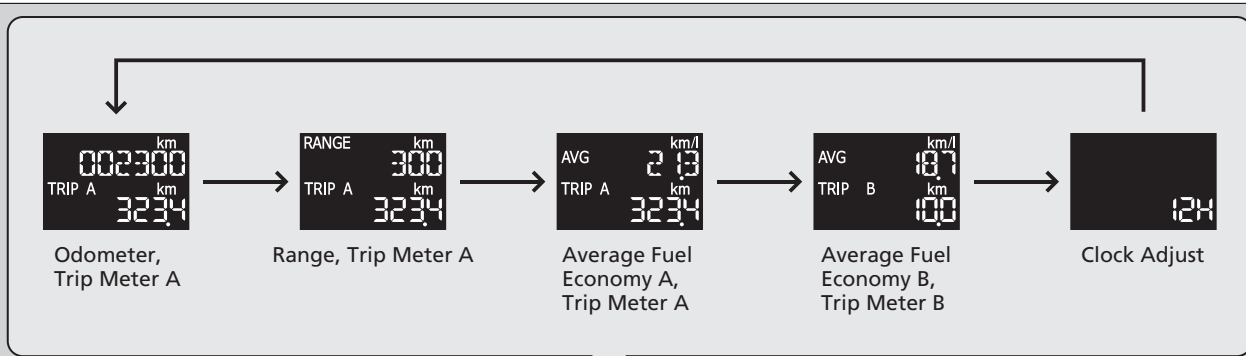 km
002300
TRIP A km
323.4
Odometer,
Trip Meter A
RANGE km
300
TRIP A km
323.4
Range, Trip Meter A
AVG km/l
21.3
TRIP A km
323.4
Average Fuel
Economy A,
Trip Meter A
AVG km/l
18.7
TRIP B km
10.0
Average Fuel
Economy B,
Trip Meter B
12H
Clock Adjust